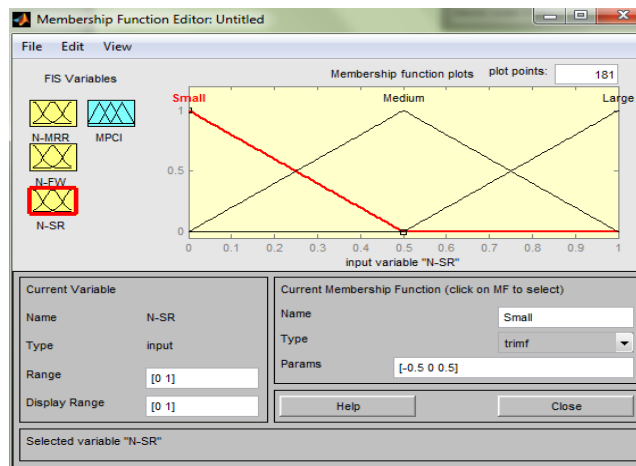 Membership Function Editor: Untitled
File Edit View
FIS Variables
Membership function plots plot points: 181
N-MRR MPCI
N-EW
N-SR
Small Medium Large
1
0.5
0
0 0.1 0.2 0.3 0.4 0.5 0.6 0.7 0.8 0.9 1
input variable "N-SR"
Current Variable
Name N-SR
Type input
Range [0 1]
Display Range [0 1]
Current Membership Function (click on MF to select)
Name Small
Type trimf
Params [-0.5 0 0.5]
Help Close
Selected variable "N-SR"